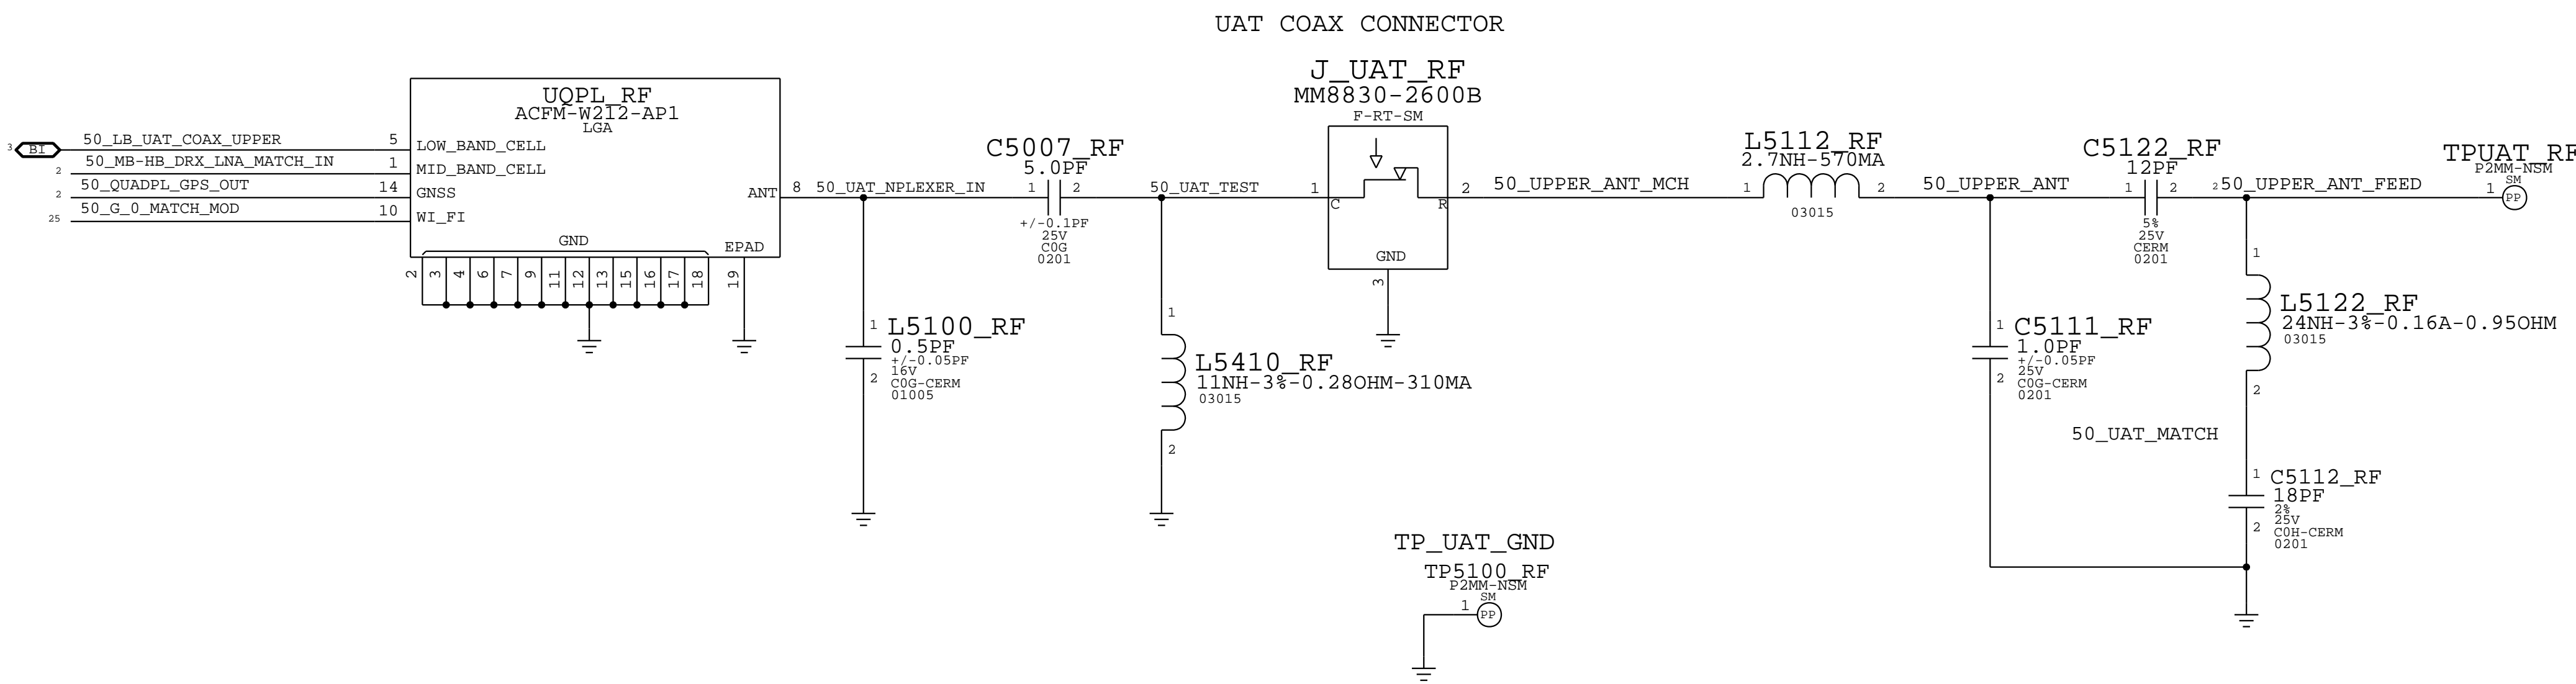 UAT COAX CONNECTOR
UQPL_RF
ACFM-W212-AP1
LGA
3 BI 50_LB_UAT_COAX_UPPER 5 LOW_BAND_CELL
2 50_MB-HB_DRX_LNA_MATCH_IN 1 MID_BAND_CELL
2 50_QUADPL_GPS_OUT 14 GNSS
25 50_G_0_MATCH_MOD 10 WI_FI
GND
EPAD
2 3 4 6 7 9 11 12 13 15 16 17 18 19
ANT 8 50_UAT_NPLEXER_IN
1
L5100_RF
0.5PF
+/-0.05PF
16V
2
C0G-CERM
01005
C5007_RF
5.0PF
1 2
+/-0.1PF
25V
C0G
0201
50_UAT_TEST
1
L5410_RF
11NH-3%-0.28OHM-310MA
03015
2
J_UAT_RF
MM8830-2600B
F-RT-SM
1 C R 2
GND
3
50_UPPER_ANT_MCH
L5112_RF
2.7NH-570MA
1 2
03015
50_UPPER_ANT
1
C5111_RF
1.0PF
+/-0.05PF
25V
2
C0G-CERM
0201
C5122_RF
12PF
1 2
5%
25V
CERM
0201
2 50_UPPER_ANT_FEED
TPUAT_RF
P2MM-NSM
SM
1 PP
1
L5122_RF
24NH-3%-0.16A-0.95OHM
03015
2
50_UAT_MATCH
1
C5112_RF
18PF
2%
25V
2
C0H-CERM
0201
TP_UAT_GND
TP5100_RF
P2MM-NSM
SM
1 PP